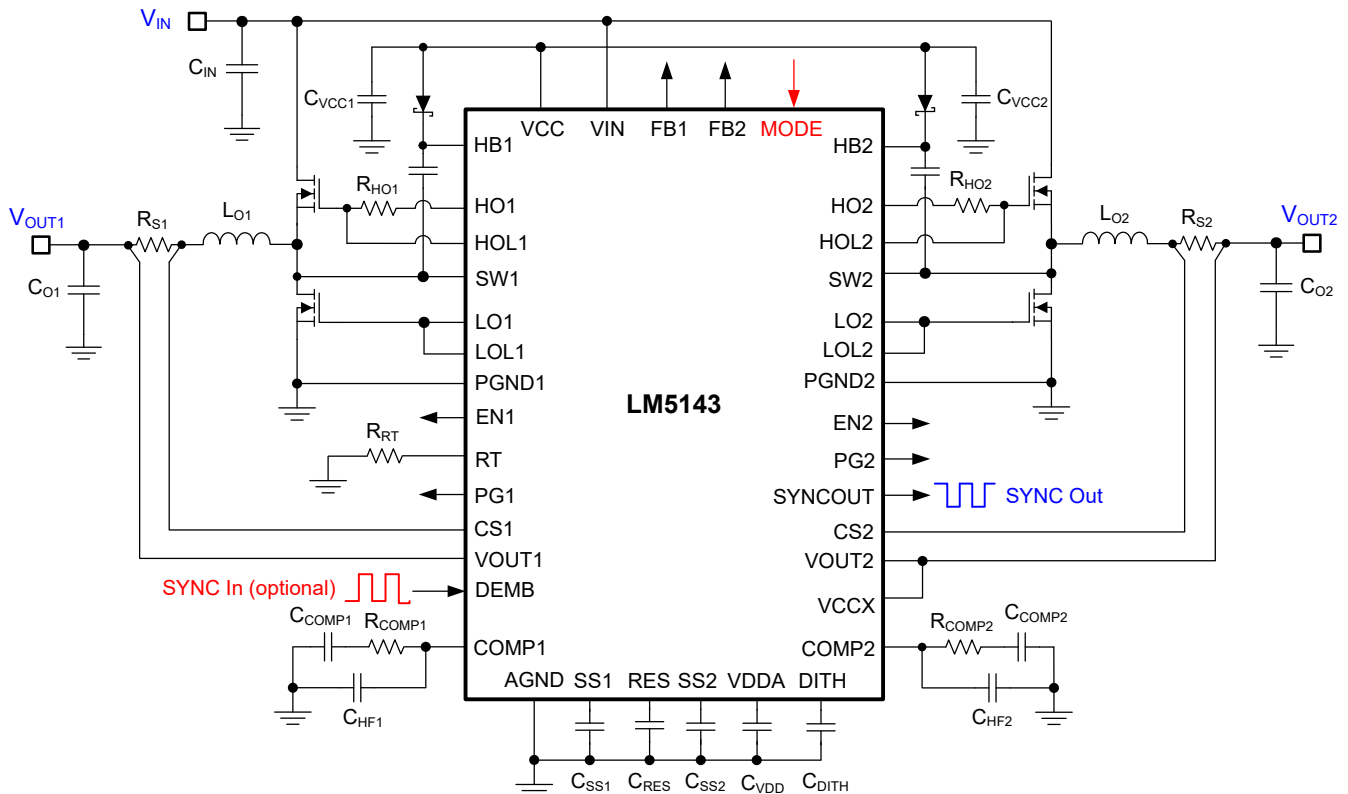 VIN
CIN
CVCC1
CVCC2
VCC VIN FB1 FB2 MODE
HB1
HB2
RHO1
RHO2
HO1
HO2
HOL1
HOL2
VOUT1
RS1
LO1
LO2
RS2
VOUT2
SW1
SW2
CO1
CO2
LO1
LO2
LOL1
LOL2
PGND1
PGND2
LM5143
EN1
EN2
RRT
RT
PG2
PG1
SYNCOUT
SYNC Out
CS1
CS2
VOUT1
VOUT2
SYNC In (optional)
DEMB
VCCX
CCOMP1
RCOMP1
RCOMP2
CCOMP2
COMP1
COMP2
CHF1
CHF2
AGND SS1 RES SS2 VDDA DITH
CSS1 CRES CSS2 CVDD CDITH